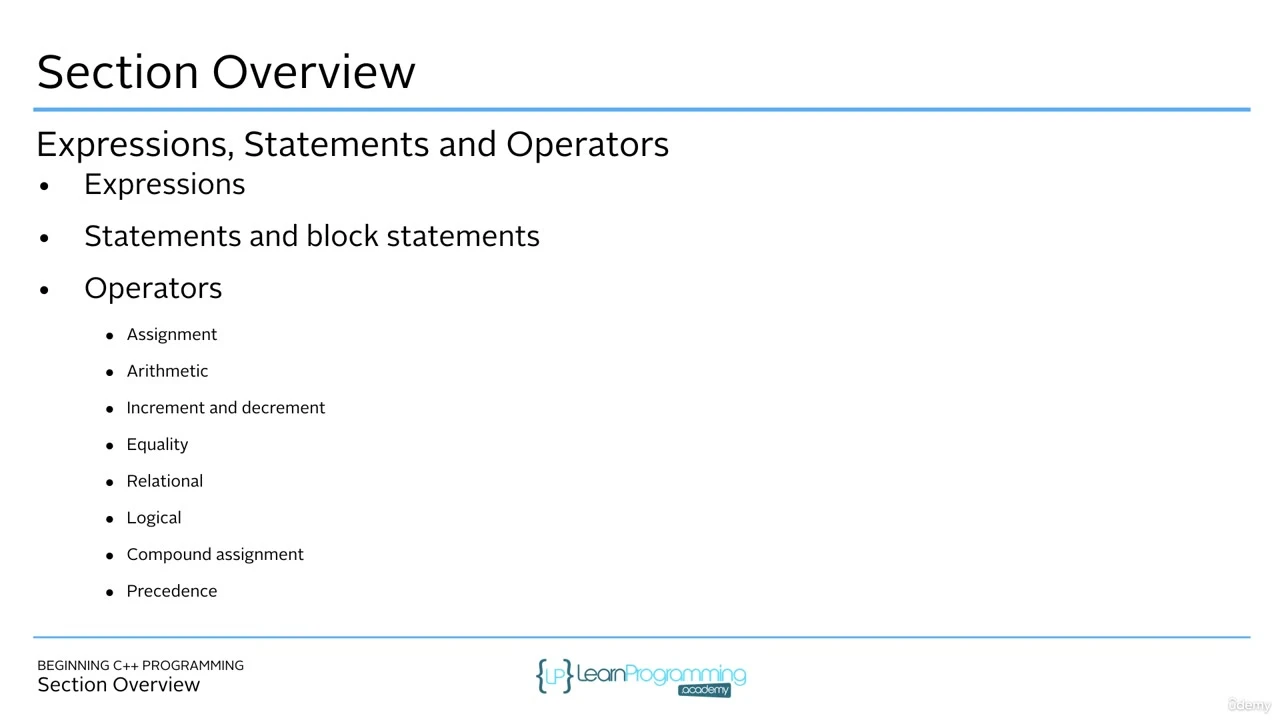 Section Overview
Expressions, Statements and Operators
• Expressions
• Statements and block statements
• Operators
• Assignment
• Arithmetic
• Increment and decrement
• Equality
• Relational
• Logical
• Compound assignment
• Precedence
BEGINNING C++ PROGRAMMING
Section Overview
{LP} LearnProgramming
.academy
ûdemy